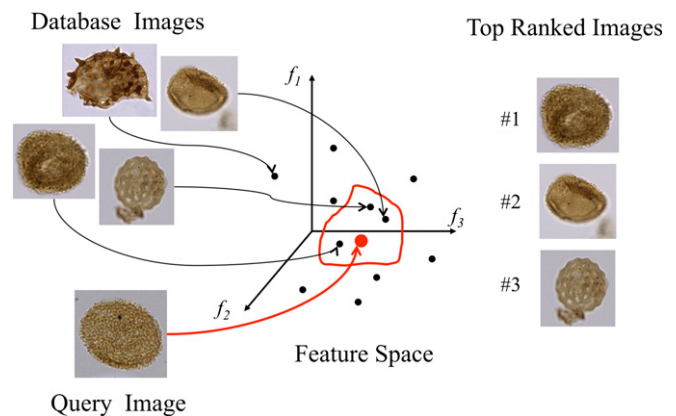 Database Images
Top Ranked Images
f1
#1
#2
f3
#3
f2
Feature Space
Query Image